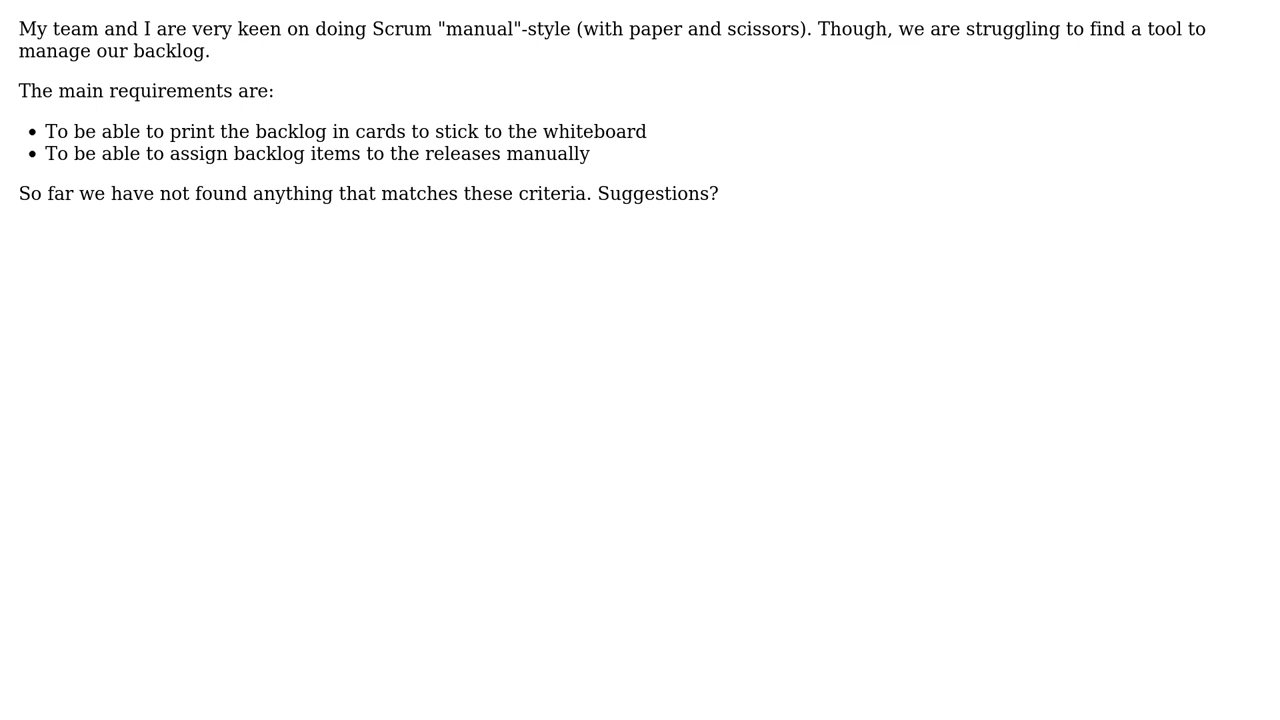 My team and I are very keen on doing Scrum "manual"-style (with paper and scissors). Though, we are struggling to find a tool to
manage our backlog.
The main requirements are:
• To be able to print the backlog in cards to stick to the whiteboard
• To be able to assign backlog items to the releases manually
So far we have not found anything that matches these criteria. Suggestions?